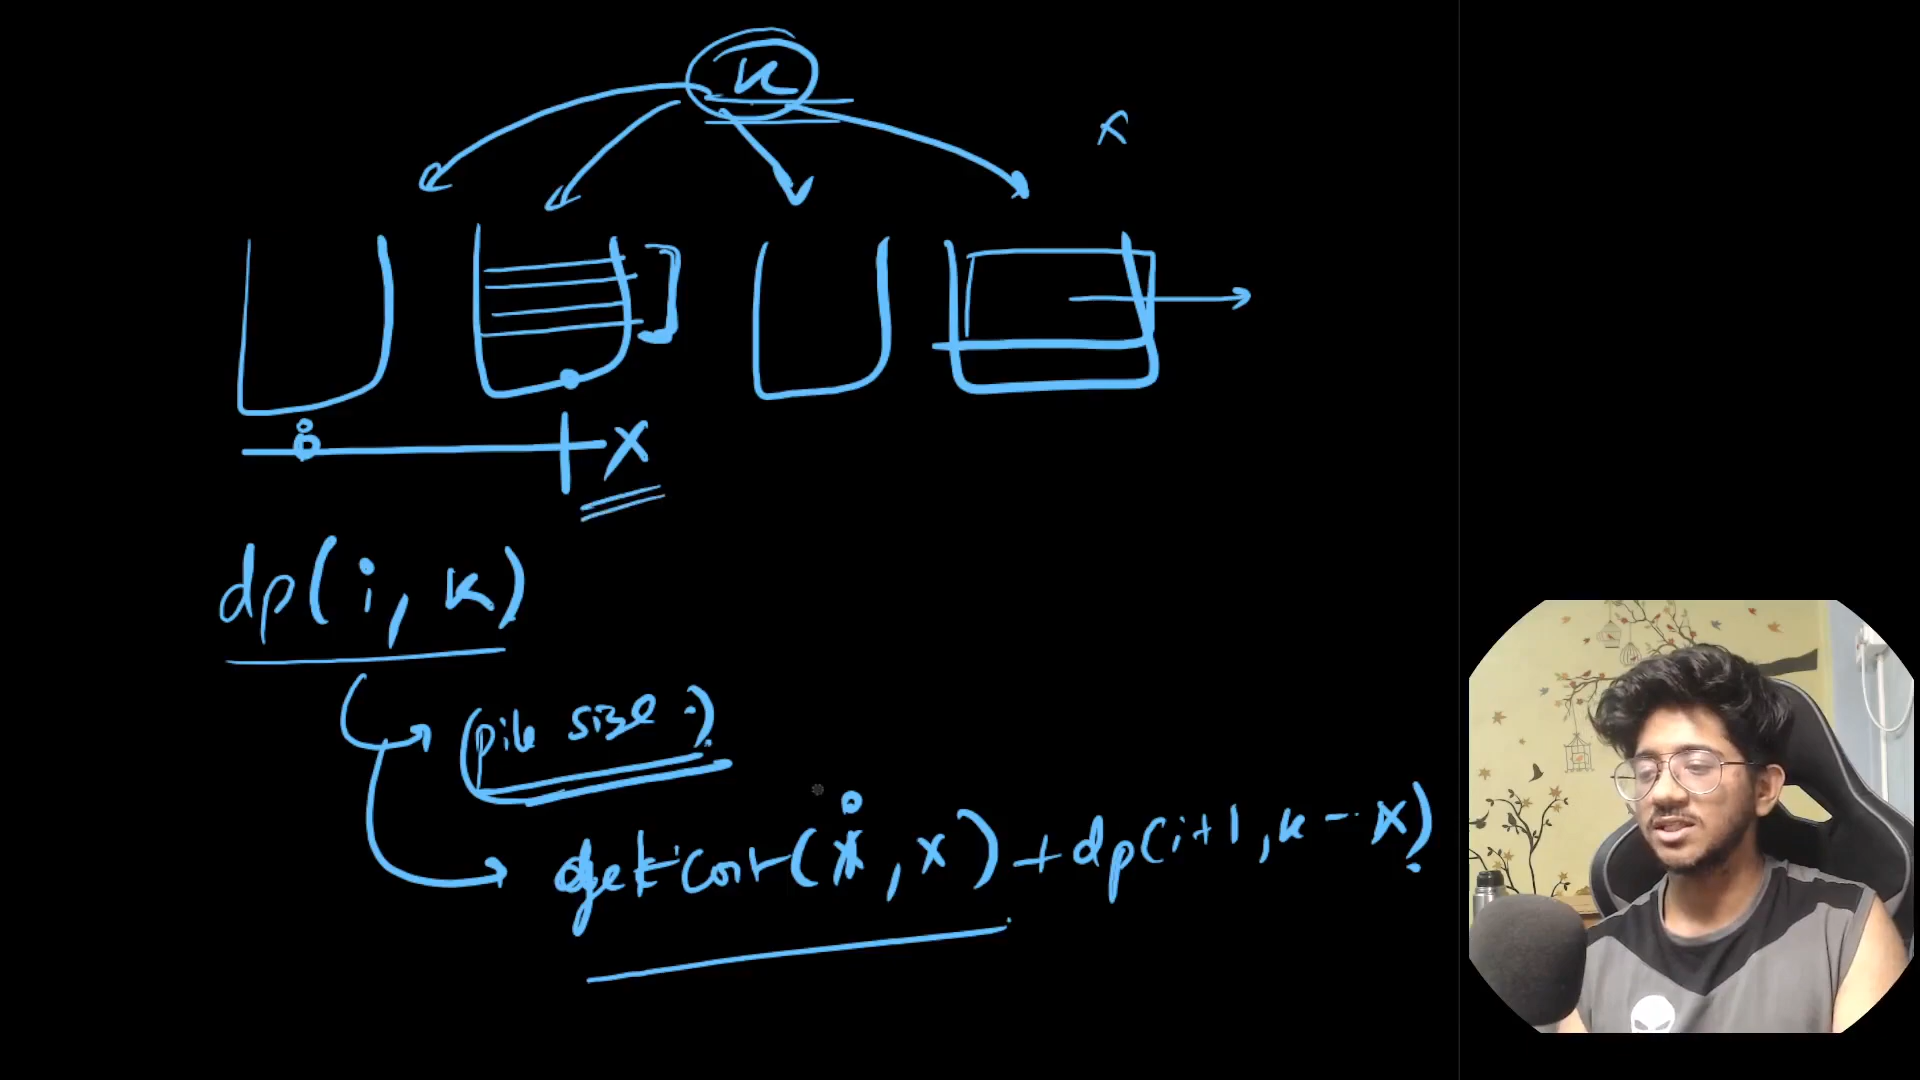 k
x
i
x
dp(i, k)
(pile size i)
getCost(i, x) + dp(i+1, k-x)